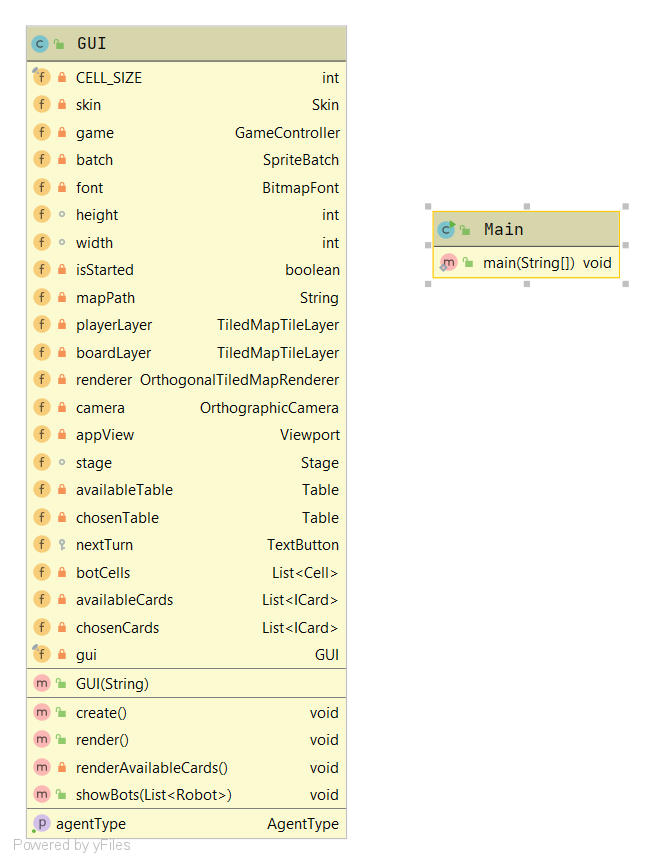 GUI
CELL_SIZE int
skin Skin
game GameController
batch SpriteBatch
font BitmapFont
height int
width int
isStarted boolean
mapPath String
playerLayer TiledMapTileLayer
boardLayer TiledMapTileLayer
renderer OrthogonalTiledMapRenderer
camera OrthographicCamera
appView Viewport
stage Stage
availableTable Table
chosenTable Table
nextTurn TextButton
botCells List<Cell>
availableCards List<ICard>
chosenCards List<ICard>
gui GUI
GUI(String)
create() void
render() void
renderAvailableCards() void
showBots(List<Robot>) void
agentType AgentType
Powered by yFiles
Main
main(String[]) void